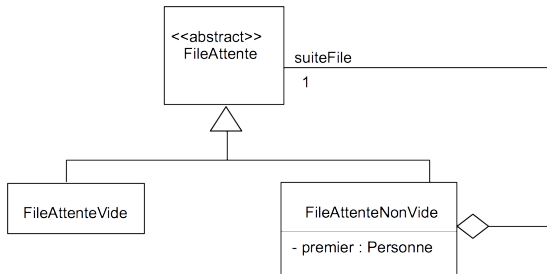 <<abstract>>
FileAttente
suiteFile
1
FileAttenteVide
FileAttenteNonVide
- premier : Personne